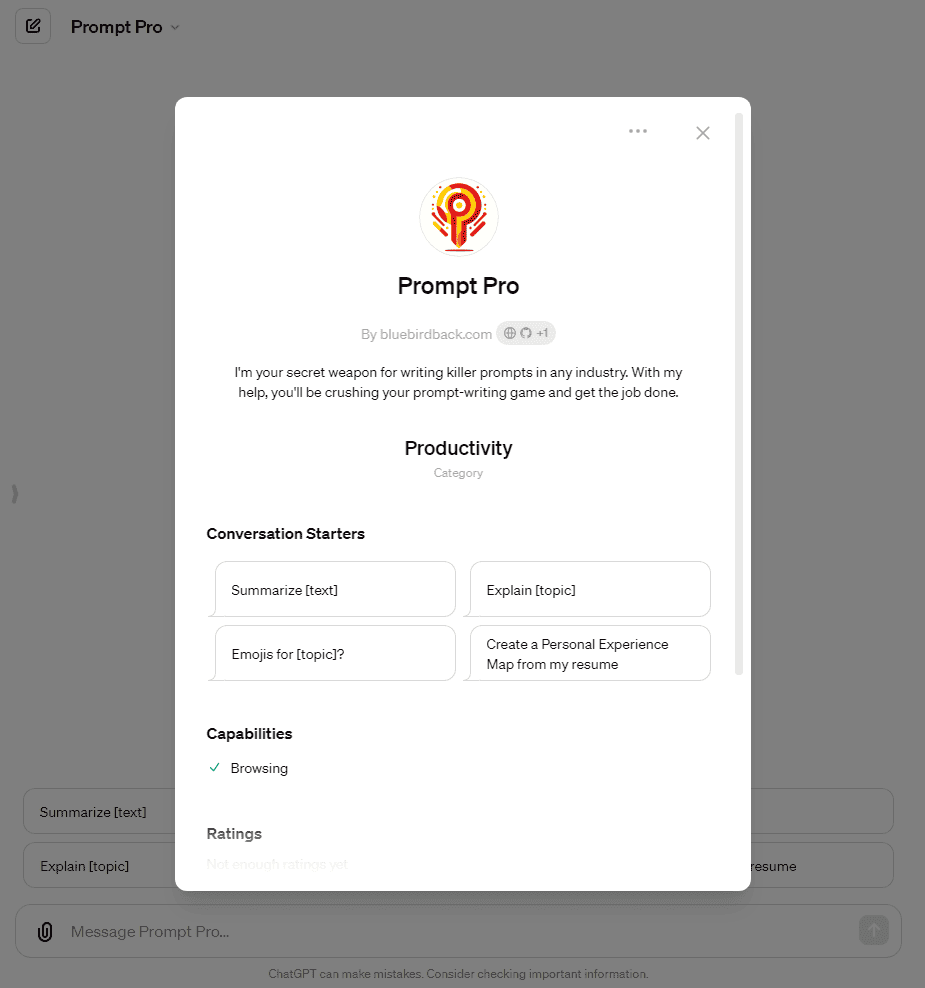 Prompt Pro
Prompt Pro
By bluebirdback.com +1
I'm your secret weapon for writing killer prompts in any industry. With my
help, you'll be crushing your prompt-writing game and get the job done.
Productivity
Category
Conversation Starters
Summarize [text]
Explain [topic]
Emojis for [topic]?
Create a Personal Experience
Map from my resume
Capabilities
Browsing
Ratings
Not enough ratings yet
Summarize [text]
Explain [topic]
resume
Message Prompt Pro...
ChatGPT can make mistakes. Consider checking important information.